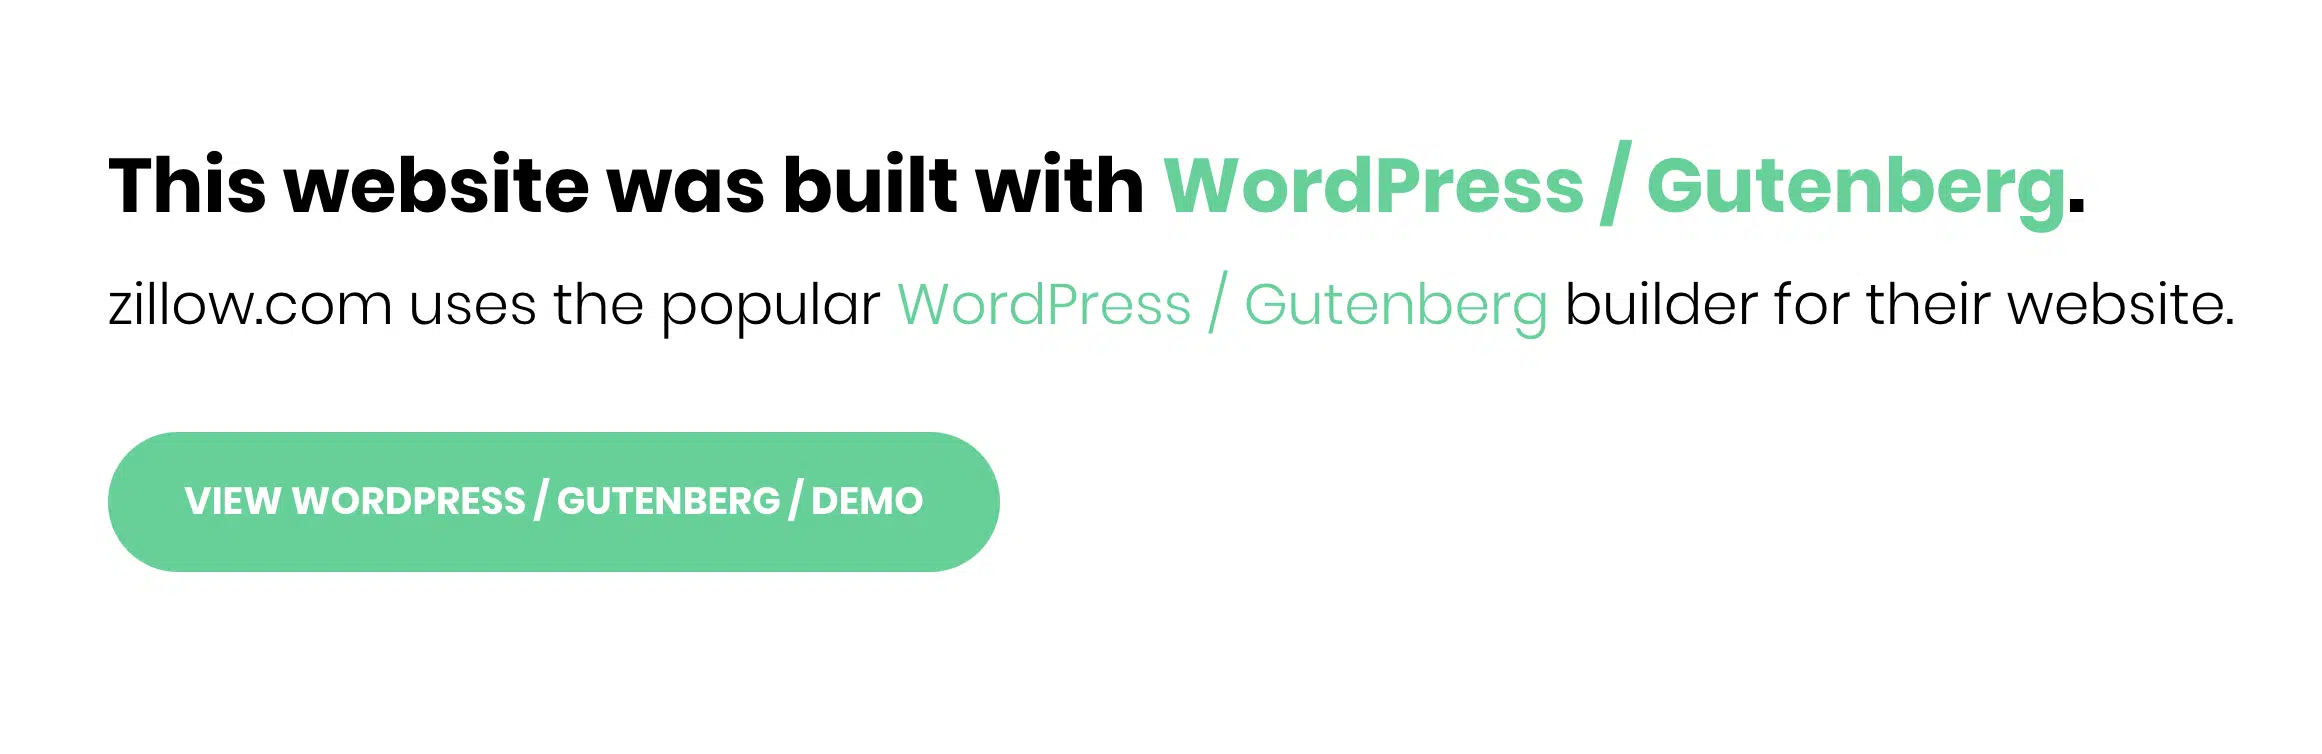 This website was built with WordPress / Gutenberg.
zillow.com uses the popular WordPress / Gutenberg builder for their website.
VIEW WORDPRESS / GUTENBERG / DEMO